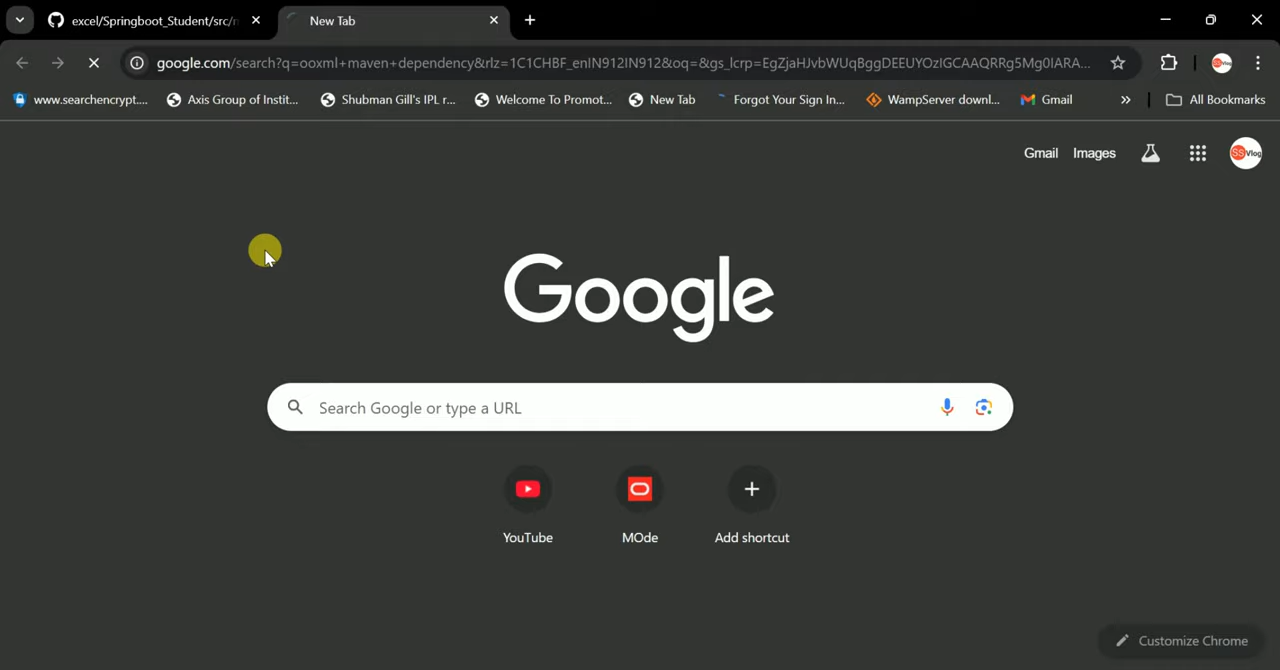 excel/Springboot_Student/src/
New Tab
google.com/search?q=ooxml+maven+dependency&rlz=1C1CHBF_enIN912IN912&oq=&gs_lcrp=EgZjaHJvbWUqBggDEEUYOzIGCAAQRRg5Mg0IARA...
www.searchencrypt....
Axis Group of Instit...
Shubman Gill's IPL r...
Welcome To Promot...
New Tab
Forgot Your Sign In...
WampServer downl...
Gmail
All Bookmarks
Gmail
Images
SS Vlog
Google
Search Google or type a URL
YouTube
MOde
Add shortcut
Customize Chrome